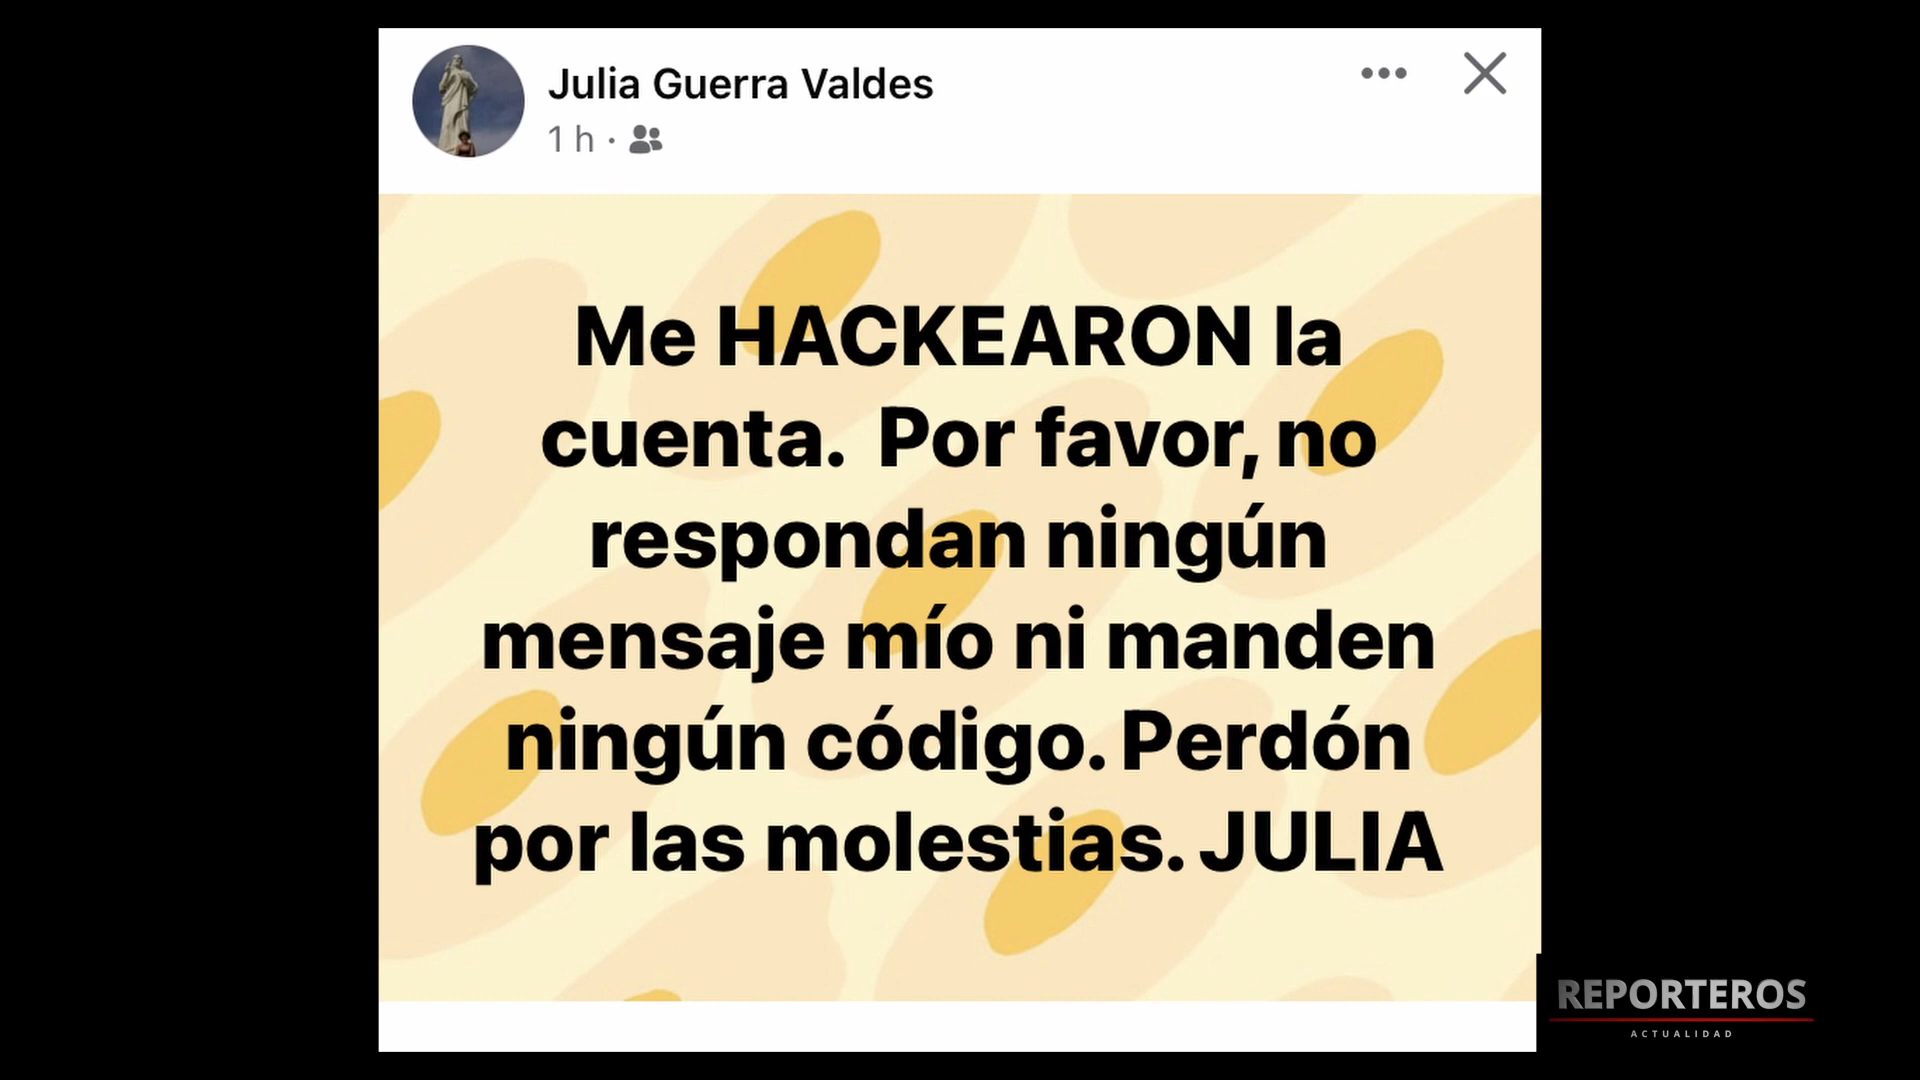 Julia Guerra Valdes
1 h ·
Me HACKEARON la
cuenta. Por favor, no
respondan ningún
mensaje mío ni manden
ningún código. Perdón
por las molestias. JULIA
REPORTEROS
ACTUALIDAD